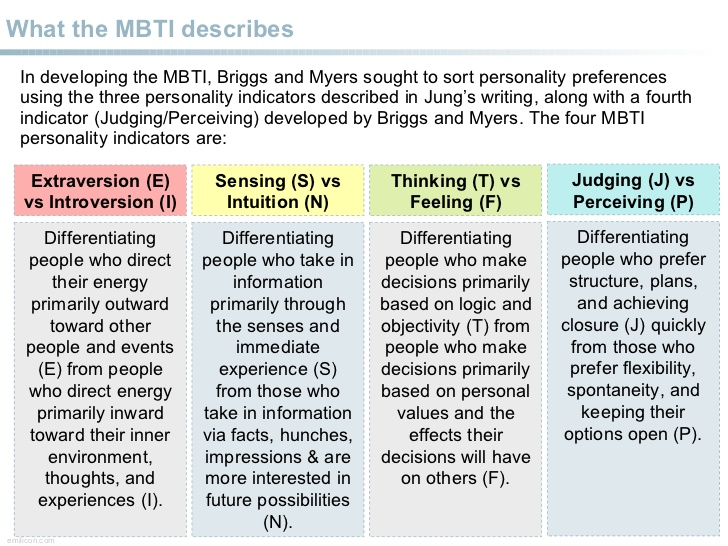 What the MBTI describes
In developing the MBTI, Briggs and Myers sought to sort personality preferences
using the three personality indicators described in Jung's writing, along with a fourth
indicator (Judging/Perceiving) developed by Briggs and Myers. The four MBTI
personality indicators are:
Extraversion (E)
vs Introversion (I)
Differentiating
people who direct
their energy
primarily outward
toward other
people and events
(E) from people
who direct energy
primarily inward
toward their inner
environment,
thoughts, and
experiences (I).
Sensing (S) vs
Intuition (N)
Differentiating
people who take in
information
primarily through
the senses and
immediate
experience (S)
from those who
take in information
via facts, hunches,
impressions & are
more interested in
future possibilities
(N).
Thinking (T) vs
Feeling (F)
Differentiating
people who make
decisions primarily
based on logic and
objectivity (T) from
people who make
decisions primarily
based on personal
values and the
effects their
decisions will have
on others (F).
Judging (J) vs
Perceiving (P)
Differentiating
people who prefer
structure, plans,
and achieving
closure (J) quickly
from those who
prefer flexibility,
spontaneity, and
keeping their
options open (P).